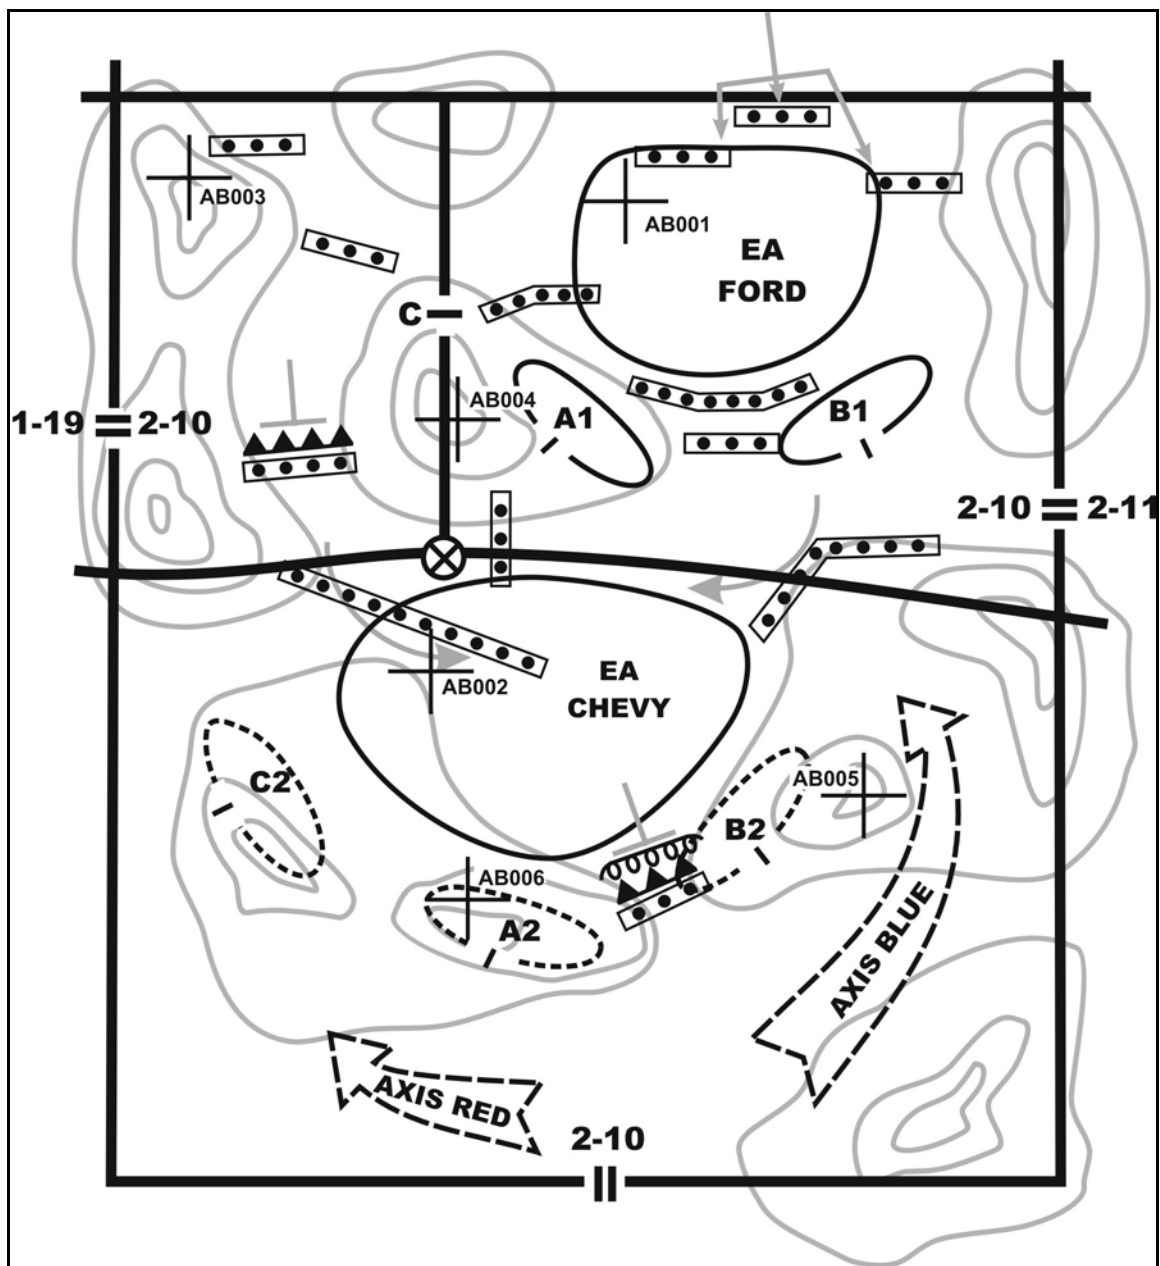 AB003
AB001
EA
FORD
C
AB004
A1
B1
1-19
2-10
2-10
2-11
EA
CHEVY
AB002
C2
AB005
B2
AB006
A2
AXIS BLUE
AXIS RED
2-10